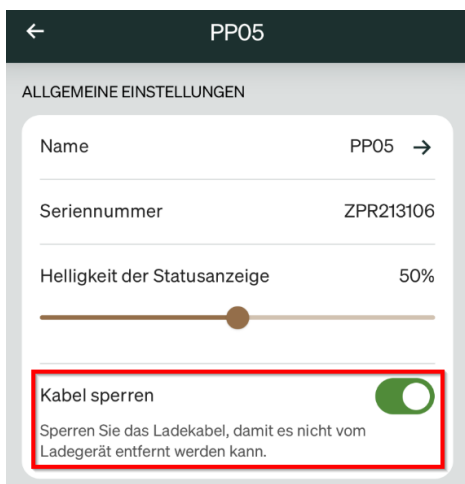 PP05
ALLGEMEINE EINSTELLUNGEN
Name PP05
Seriennummer ZPR213106
Helligkeit der Statusanzeige 50%
Kabel sperren
Sperren Sie das Ladekabel, damit es nicht vom
Ladegerät entfernt werden kann.